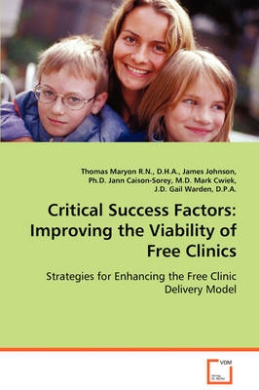 Thomas Maryon R.N., D.H.A., James Johnson,
Ph.D. Jann Caison-Sorey, M.D. Mark Cwiek,
J.D. Gail Warden, D.P.A.
Critical Success Factors:
Improving the Viability of
Free Clinics
Strategies for Enhancing the Free Clinic
Delivery Model
VDM